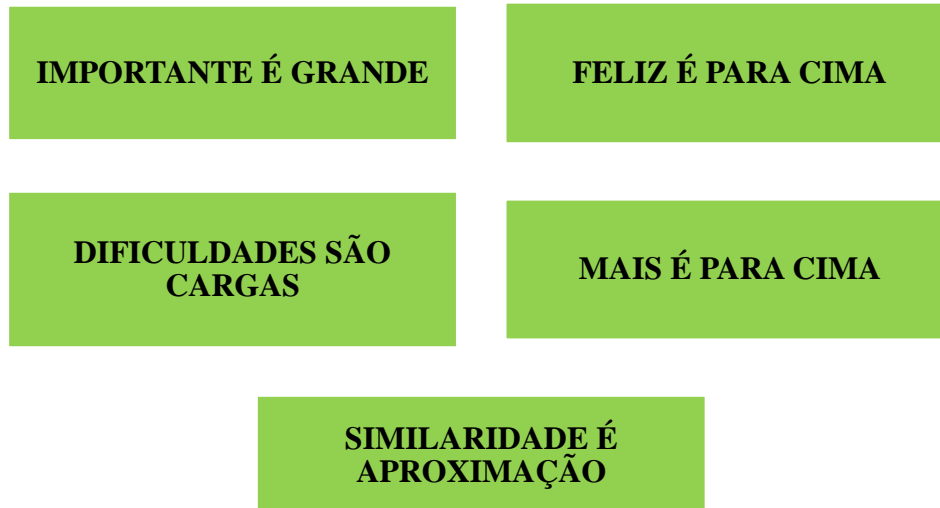 IMPORTANTE É GRANDE
FELIZ É PARA CIMA
DIFICULDADES SÃO
CARGAS
MAIS É PARA CIMA
SIMILARIDADE É
APROXIMAÇÃO